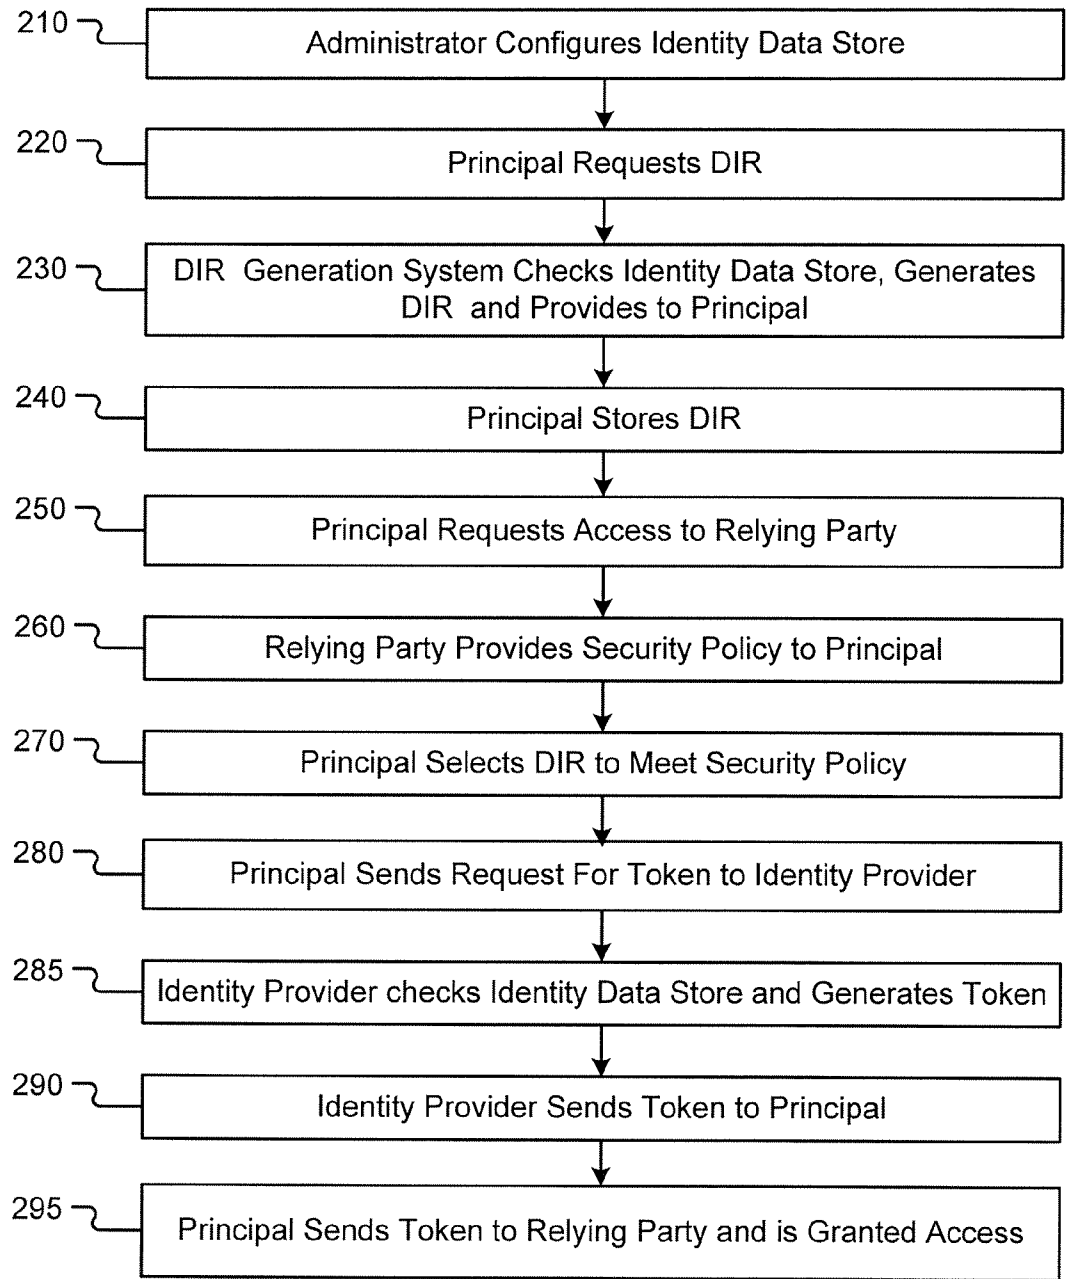 210
Administrator Configures Identity Data Store
220
Principal Requests DIR
230
DIR Generation System Checks Identity Data Store, Generates
DIR and Provides to Principal
240
Principal Stores DIR
250
Principal Requests Access to Relying Party
260
Relying Party Provides Security Policy to Principal
270
Principal Selects DIR to Meet Security Policy
280
Principal Sends Request For Token to Identity Provider
285
Identity Provider checks Identity Data Store and Generates Token
290
Identity Provider Sends Token to Principal
295
Principal Sends Token to Relying Party and is Granted Access